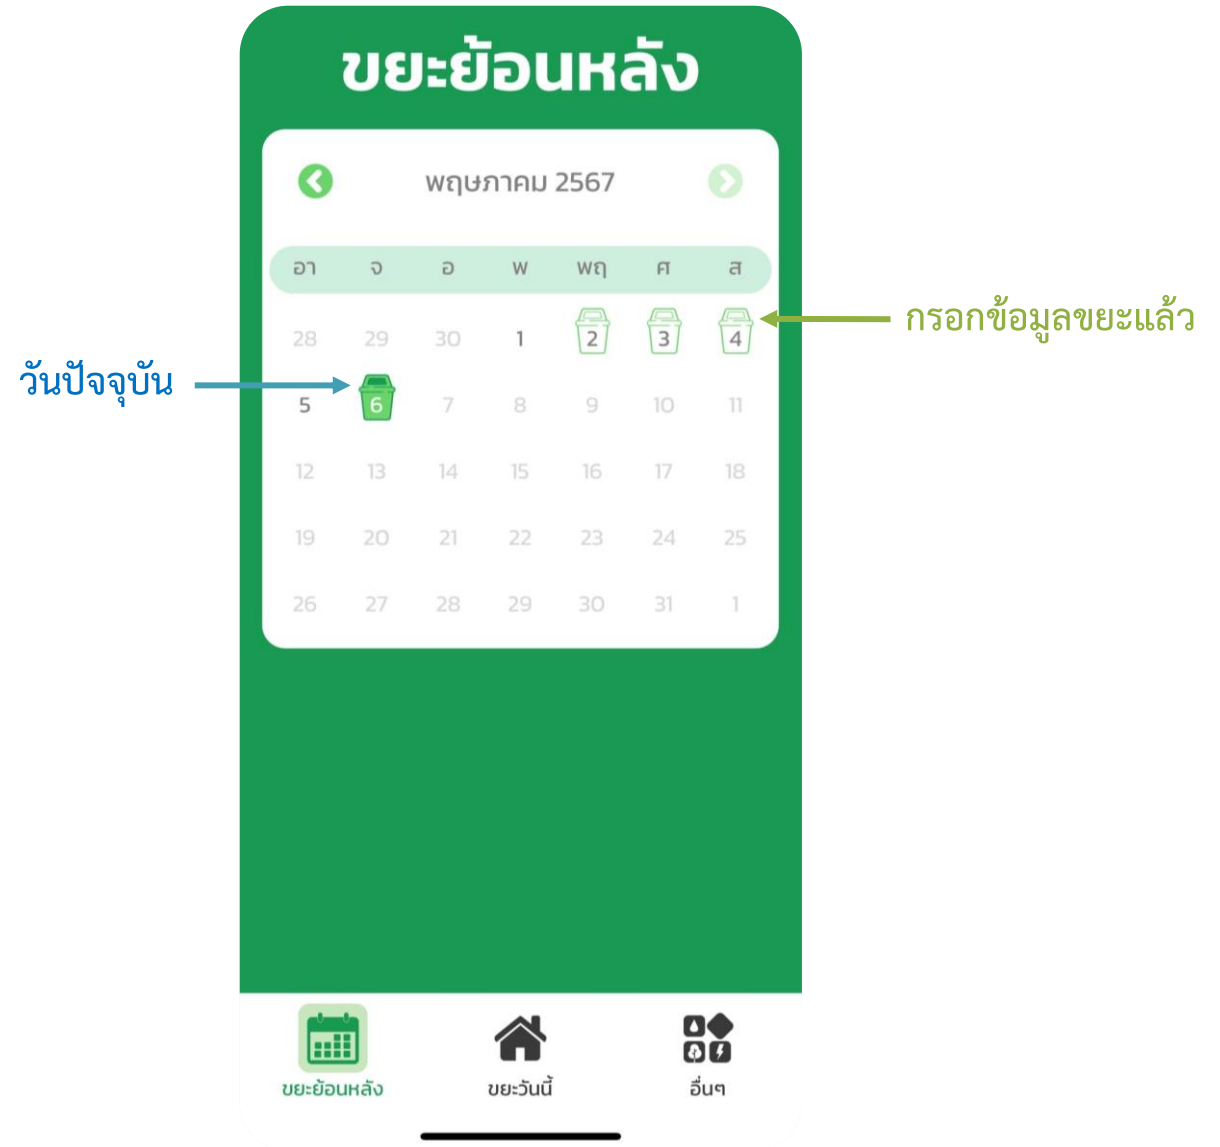 ขยะย้อนหลัง
พฤษภาคม 2567
อา จ อ พ พฤ ศ ส
28 29 30 1 2 3 4
กรอกข้อมูลขยะแล้ว
วันปัจจุบัน
5 6 7 8 9 10 11
12 13 14 15 16 17 18
19 20 21 22 23 24 25
26 27 28 29 30 31 1
ขยะย้อนหลัง ขยะวันนี้ อื่นๆ